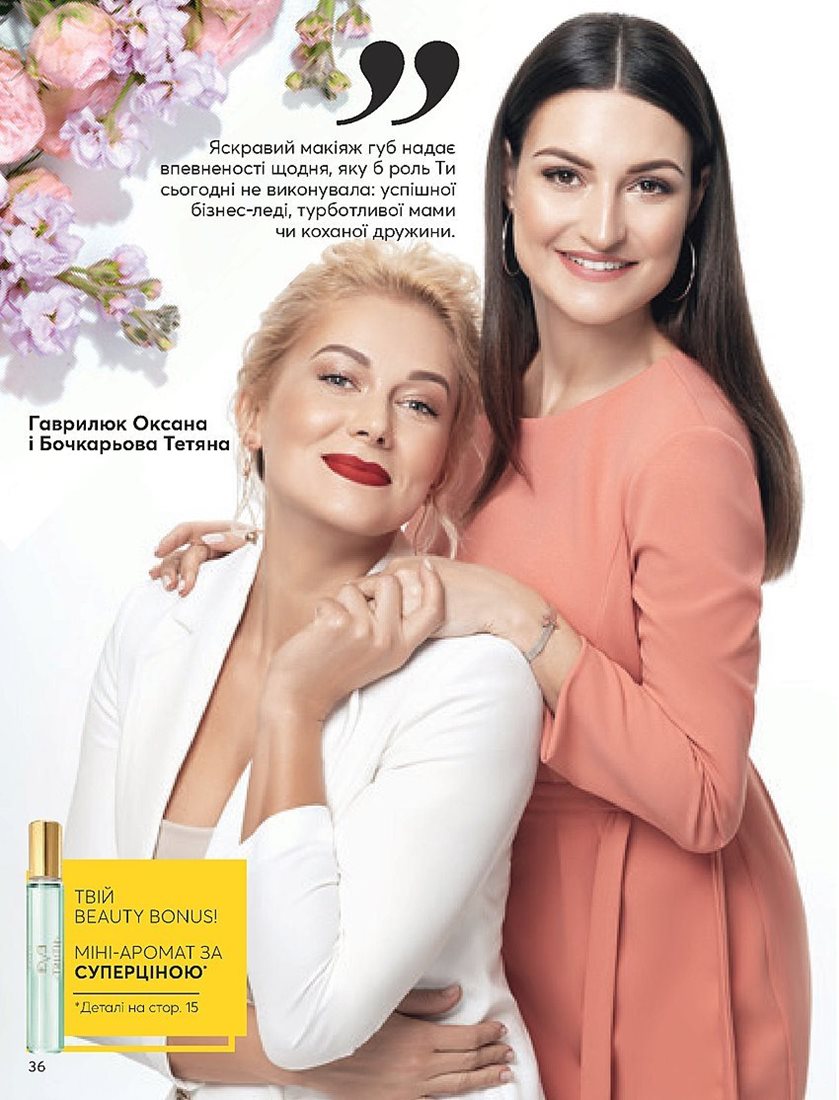 Яскравий макіяж губ надає
впевненості щодня, яку б роль Ти
сьогодні не виконувала: успішної
бізнес-леді, турботливої мами
чи коханої дружини.
Гаврилюк Оксана
і Бочкарьова Тетяна
ТВІЙ
BEAUTY BONUS!
МІНІ-АРОМАТ ЗА
СУПЕРЦІНОЮ*
*Деталі на стор. 15
36